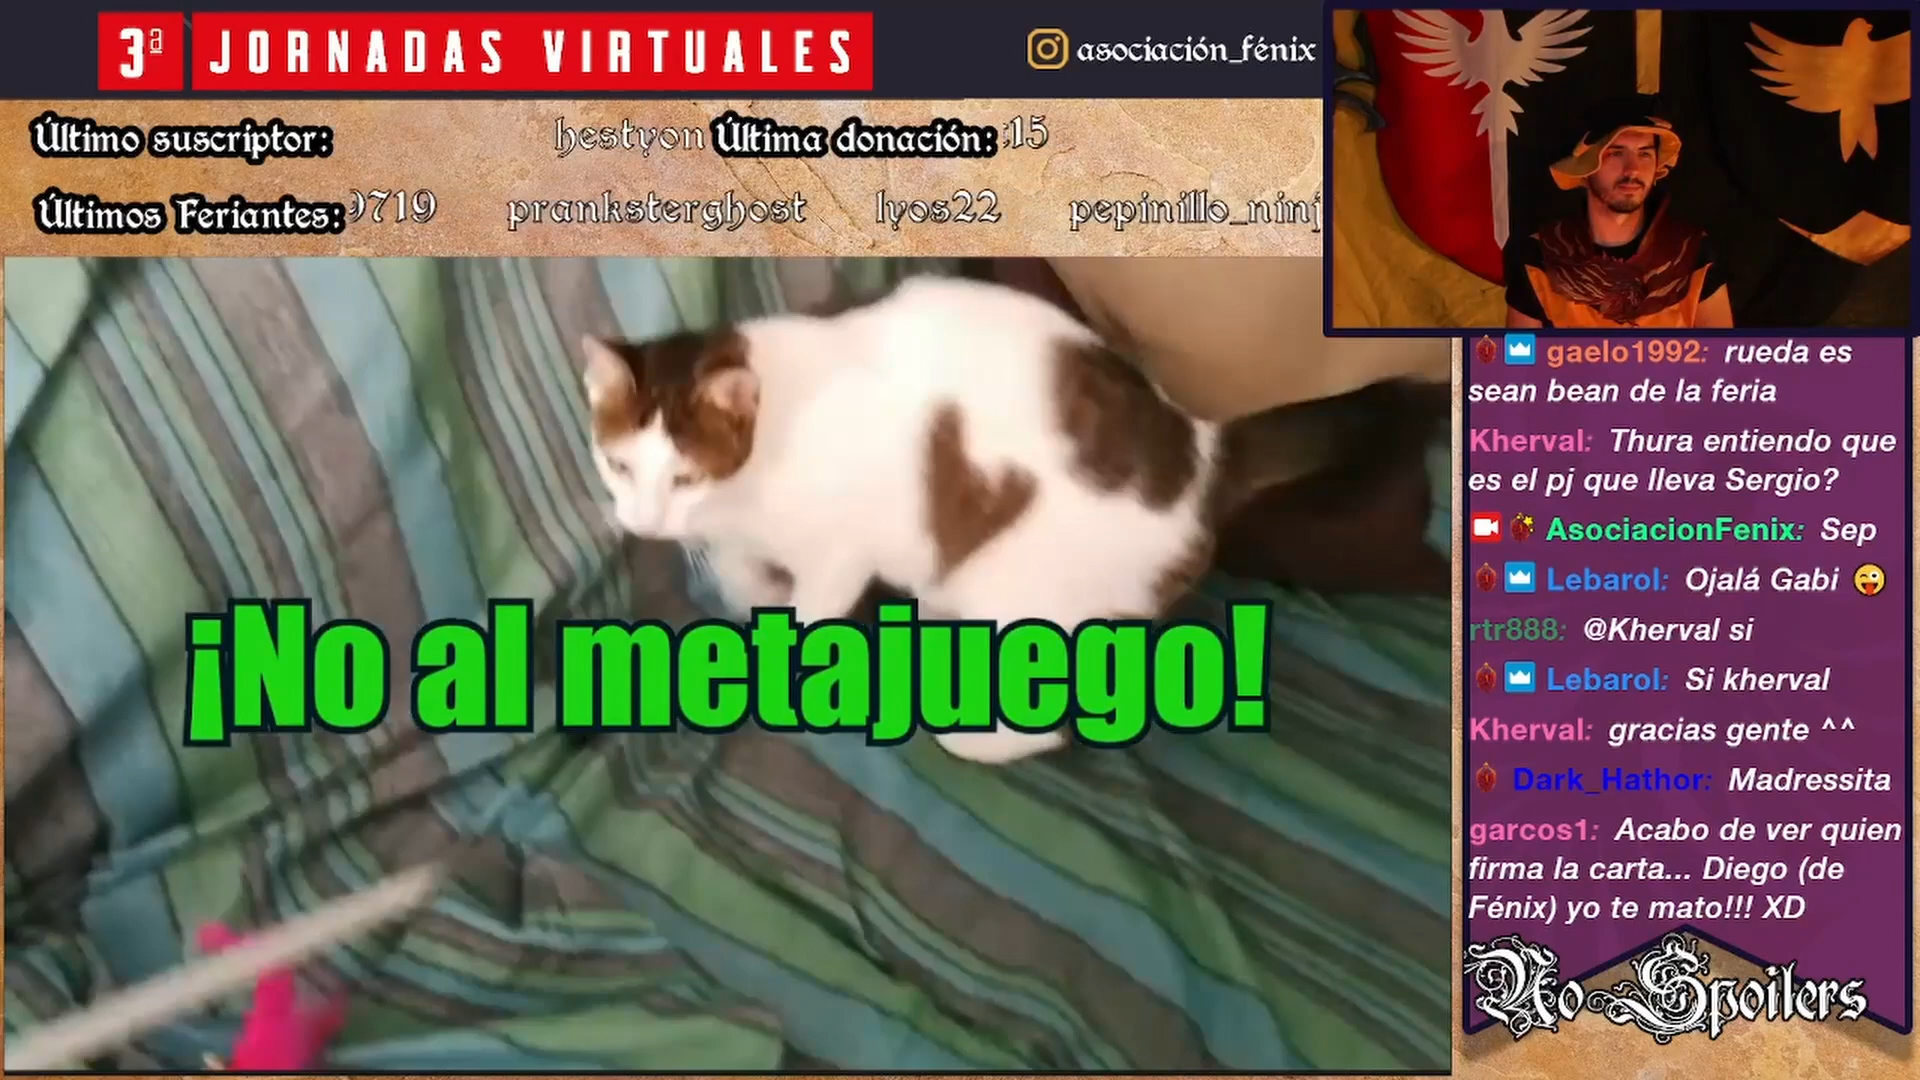 3ª JORNADAS VIRTUALES
asociación_fénix
Último suscriptor: hestyon Última donación: 15
Últimos Feriantes: 9719 pranksterghost lyos22 pepinillo_ninj
¡No al metajuego!
gaelo1992: rueda es
sean bean de la feria
Kherval: Thura entiendo que
es el pj que lleva Sergio?
AsociacionFenix: Sep
Lebarol: Ojalá Gabi 😜
rtr888: @Kherval si
Lebarol: Si kherval
Kherval: gracias gente ^^
Dark_Hathor: Madressita
garcos1: Acabo de ver quien
firma la carta... Diego (de
Fénix) yo te mato!!! XD
No Spoilers